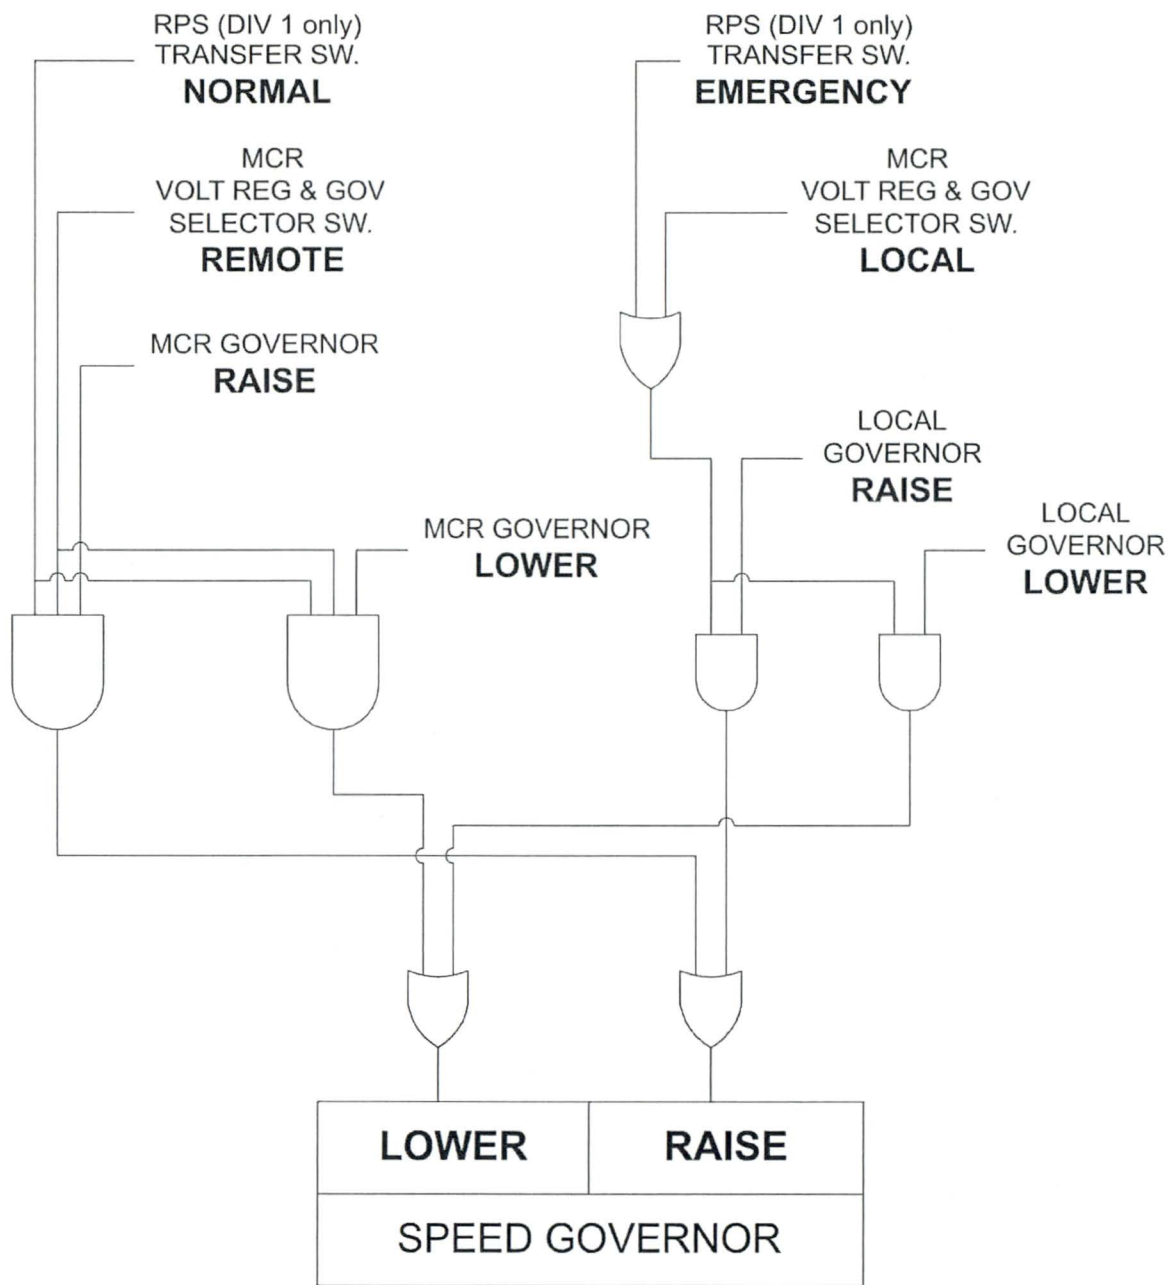 RPS (DIV 1 only)
TRANSFER SW.
NORMAL
RPS (DIV 1 only)
TRANSFER SW.
EMERGENCY
MCR
VOLT REG & GOV
SELECTOR SW.
REMOTE
MCR
VOLT REG & GOV
SELECTOR SW.
LOCAL
MCR GOVERNOR
RAISE
LOCAL
GOVERNOR
RAISE
MCR GOVERNOR
LOWER
LOCAL
GOVERNOR
LOWER
LOWER
RAISE
SPEED GOVERNOR